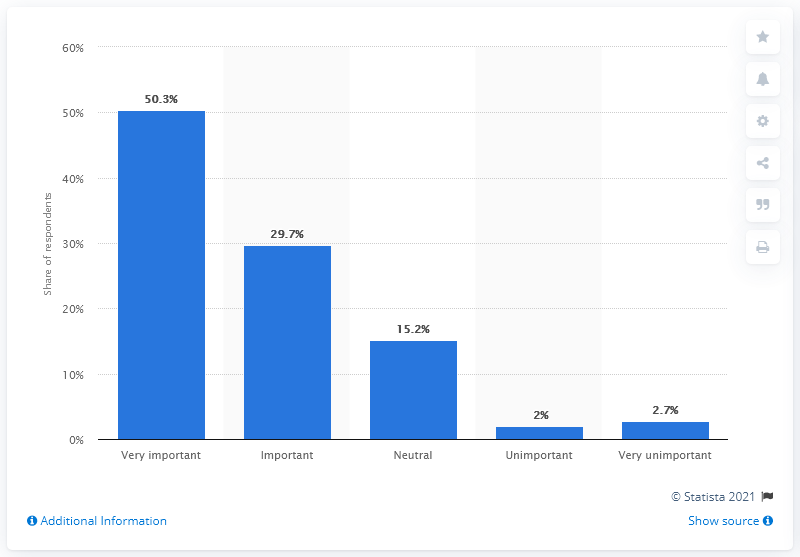 60%
50%
40%
30%
20%
10%
0%
Share of respondents
50.3%
29.7%
15.2%
2%
2.7%
Very important
Important
Neutral
Unimportant
Very unimportant
© Statista 2021
Additional Information
Show source